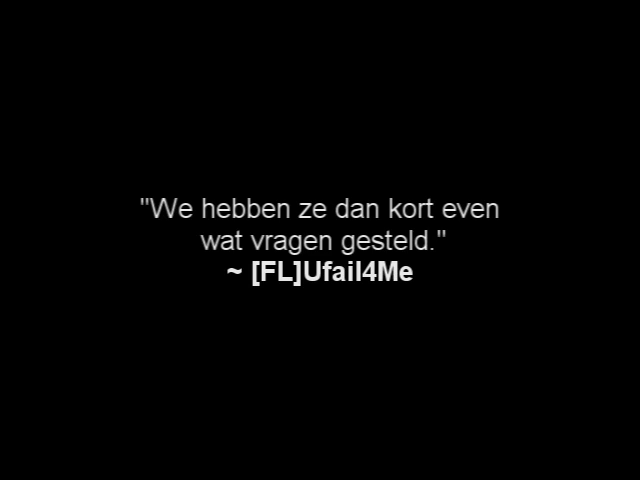 "We hebben ze dan kort even
wat vragen gesteld."
~ [FL]Ufail4Me